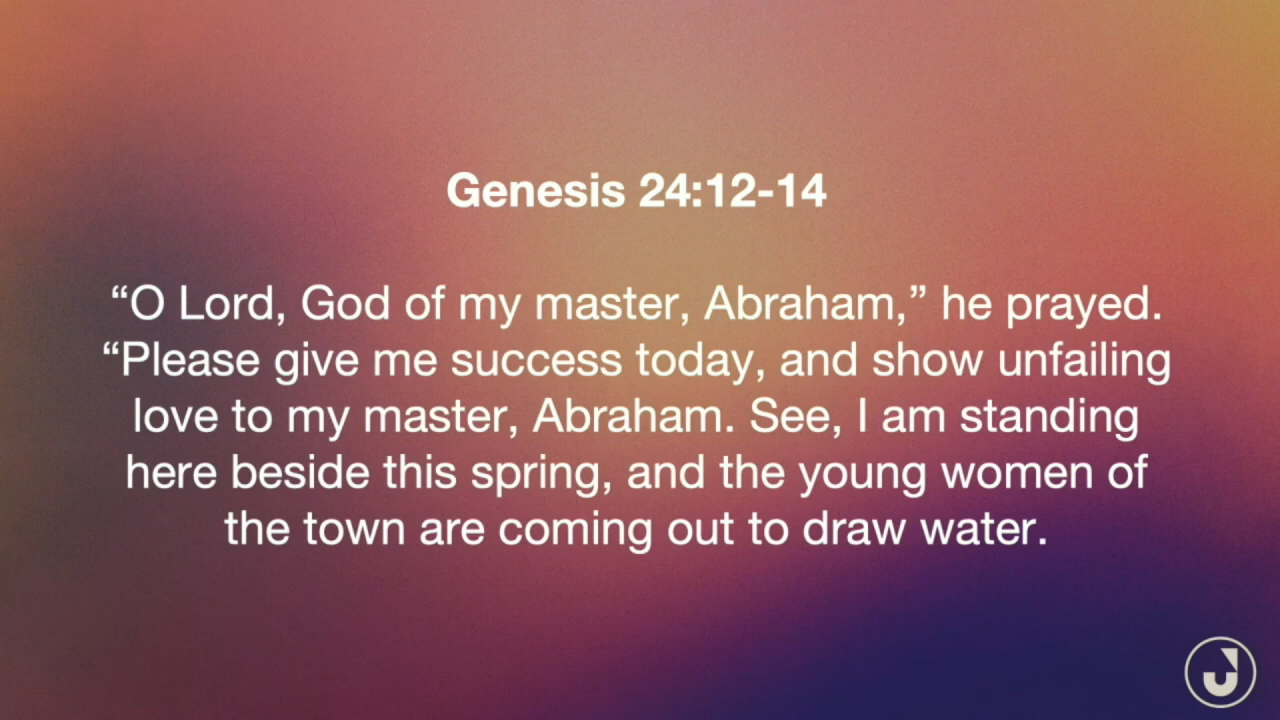 Genesis 24:12-14
“O Lord, God of my master, Abraham,” he prayed.
“Please give me success today, and show unfailing
love to my master, Abraham. See, I am standing
here beside this spring, and the young women of
the town are coming out to draw water.